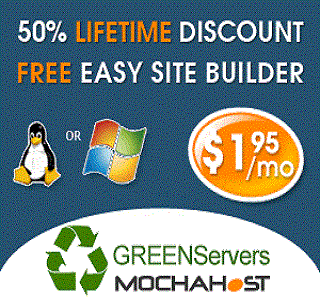 50% LIFETIME DISCOUNT
FREE EASY SITE BUILDER
OR
$1.95/mo
GREENServers
MOCHAHOST